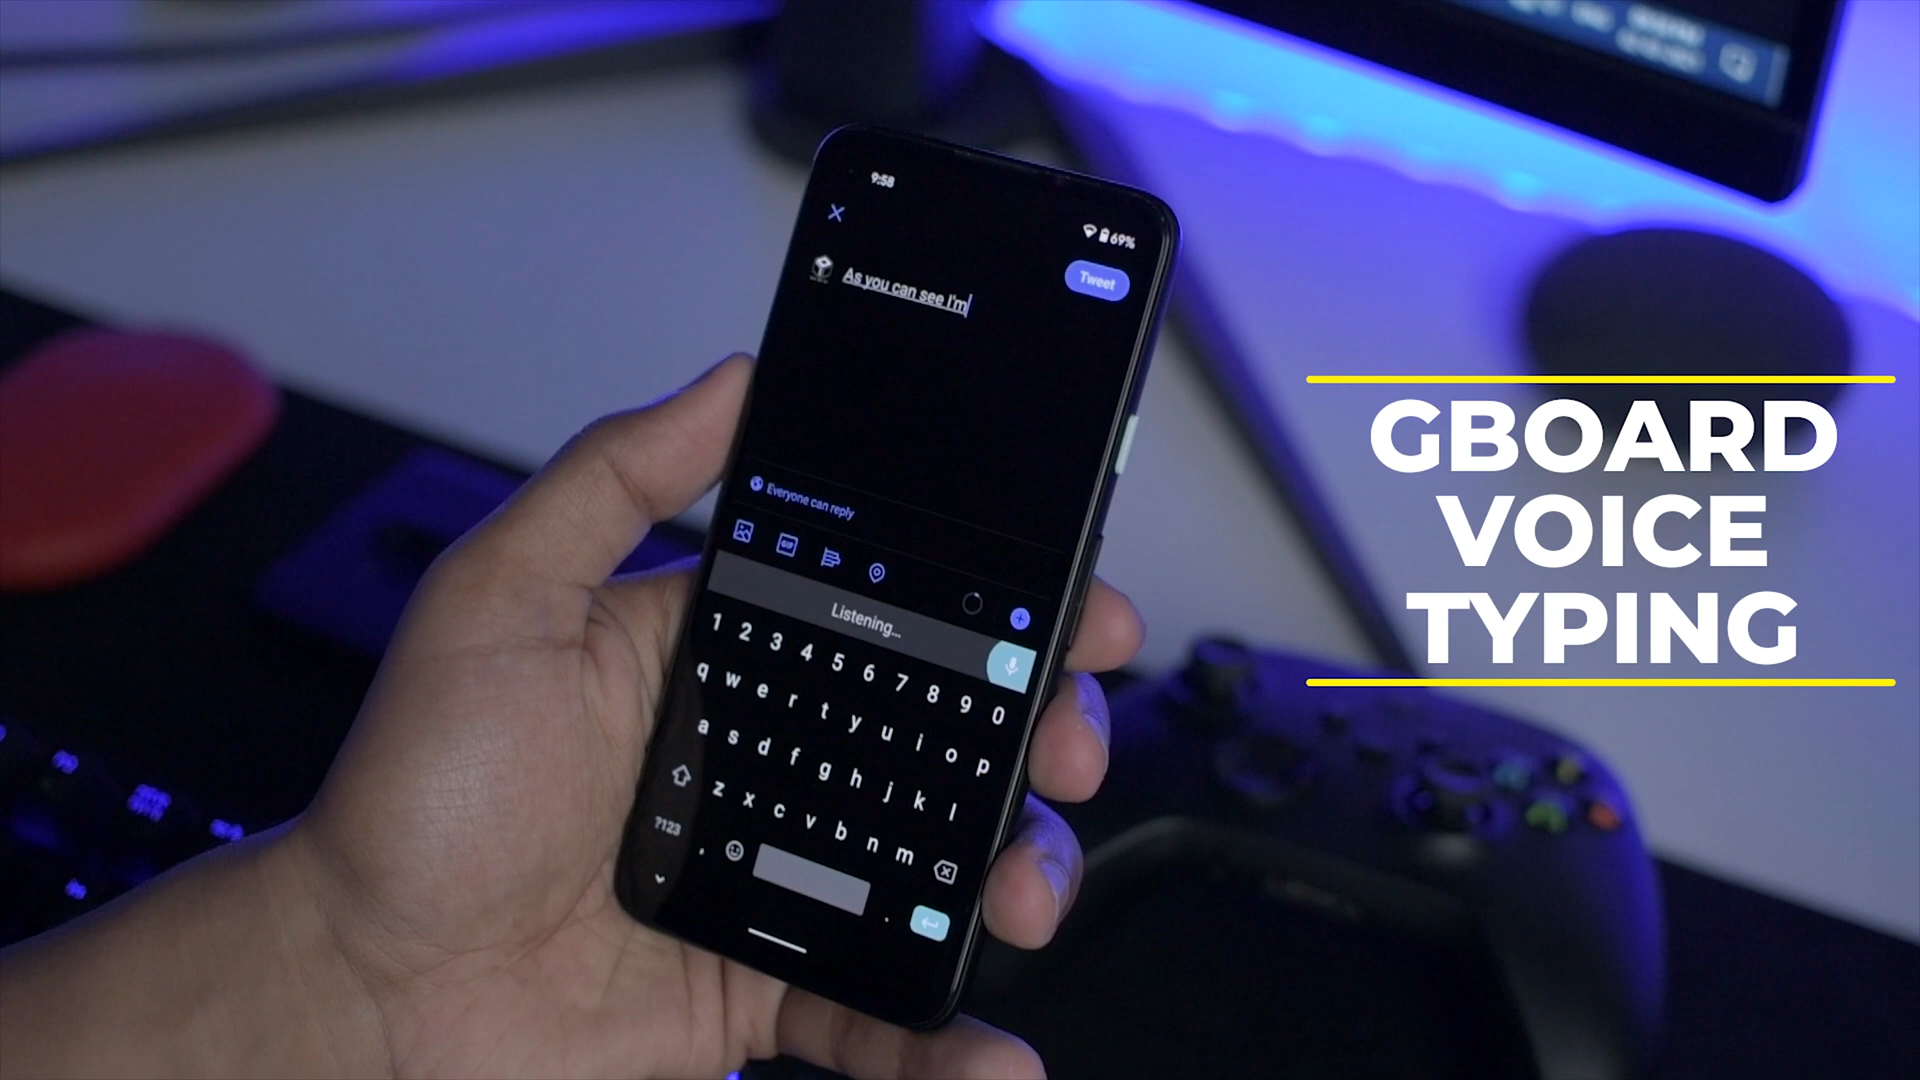 9:58
69%
Tweet
As you can see I'm
Everyone can reply
GIF
Listening...
1 2 3 4 5 6 7 8 9 0
q w e r t y u i o p
a s d f g h j k l
z x c v b n m
?123
, .
GBOARD
VOICE
TYPING